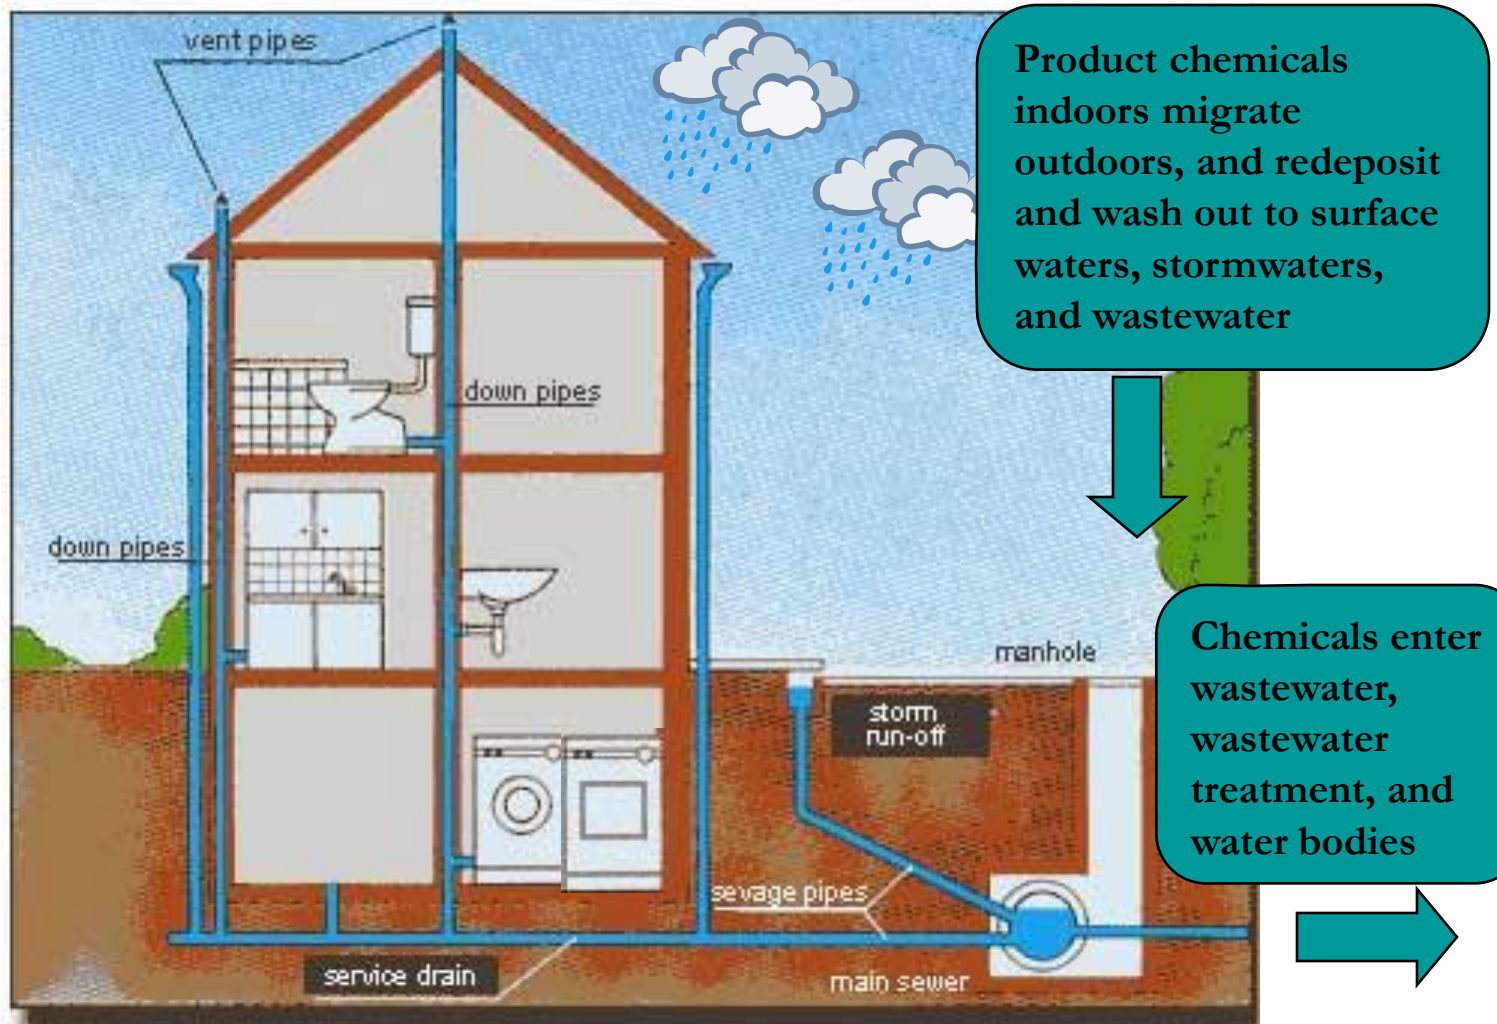 vent pipes
Product chemicals
indoors migrate
outdoors, and redeposit
and wash out to surface
waters, stormwaters,
and wastewater
down pipes
down pipes
manhole
Chemicals enter
wastewater,
wastewater
treatment, and
water bodies
storm
run-off
sewage pipes
service drain
main sewer